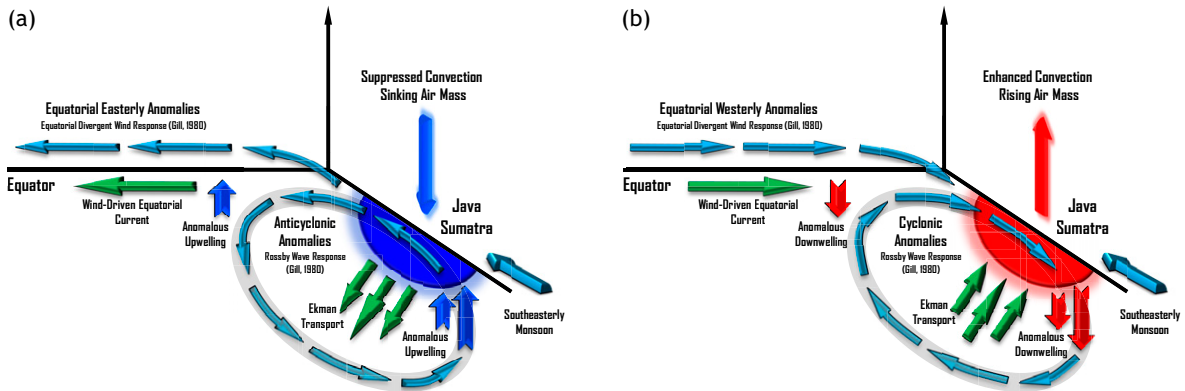 (a)
Suppressed Convection
Sinking Air Mass
Equatorial Easterly Anomalies
Equatorial Divergent Wind Response (Gill, 1980)
Equator
Wind-Driven Equatorial
Current
Anomalous
Upwelling
Anticyclonic
Anomalies
Rossby Wave Response
(Gill, 1980)
Java
Sumatra
Ekman
Transport
Anomalous
Upwelling
Southeasterly
Monsoon
(b)
Enhanced Convection
Rising Air Mass
Equatorial Westerly Anomalies
Equatorial Divergent Wind Response (Gill, 1980)
Equator
Wind-Driven Equatorial
Current
Anomalous
Downwelling
Cyclonic
Anomalies
Rossby Wave Response
(Gill, 1980)
Java
Sumatra
Ekman
Transport
Anomalous
Downwelling
Southeasterly
Monsoon